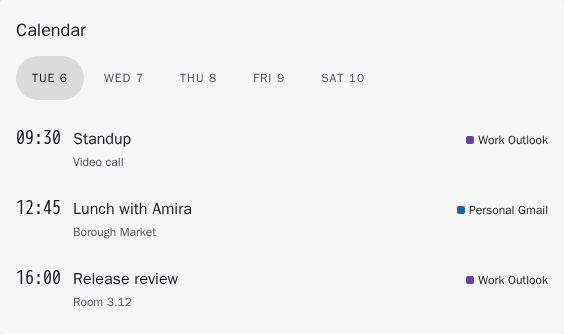 Calendar
TUE 6 WED 7 THU 8 FRI 9 SAT 10
09:30 Standup Work Outlook
Video call
12:45 Lunch with Amira Personal Gmail
Borough Market
16:00 Release review Work Outlook
Room 3.12